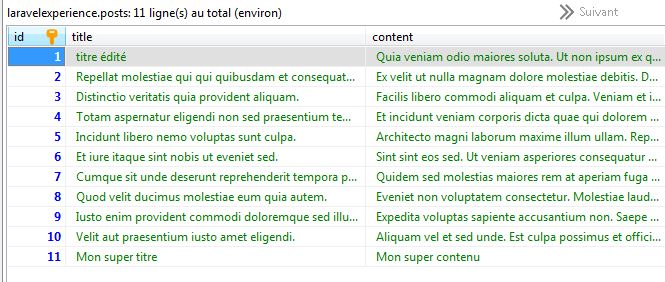 laravelexperience.posts: 11 ligne(s) au total (environ) Suivant
id title content
1 titre édité Quia veniam odio maiores soluta. Ut non ipsum ex q...
2 Repellat molestiae qui qui quibusdam et consequat... Ex velit ut nulla magnam dolore molestiae debitis. D...
3 Distinctio veritatis quia provident aliquam. Facilis libero commodi aliquam et culpa. Veniam et i...
4 Totam aspernatur eligendi non sed praesentium te... Et incidunt veniam corporis dicta quae qui dolorem ...
5 Incidunt libero nemo voluptas sunt culpa. Architecto magni laborum maxime illum ullam. Rep...
6 Et iure itaque sint nobis ut eveniet sed. Sint sint eos sed. Ut veniam asperiores consequatur ...
7 Cumque sit unde deserunt reprehenderit tempora p... Quidem sed molestias maiores rem at aperiam fuga ...
8 Quod velit ducimus molestiae eum quia autem. Eveniet non voluptatem consectetur. Molestiae laud...
9 Iusto enim provident commodi doloremque sed illu... Expedita voluptas sapiente accusantium non. Saepe ...
10 Velit aut praesentium iusto amet eligendi. Aliquam vel et sed unde. Est culpa possimus et offici...
11 Mon super titre Mon super contenu